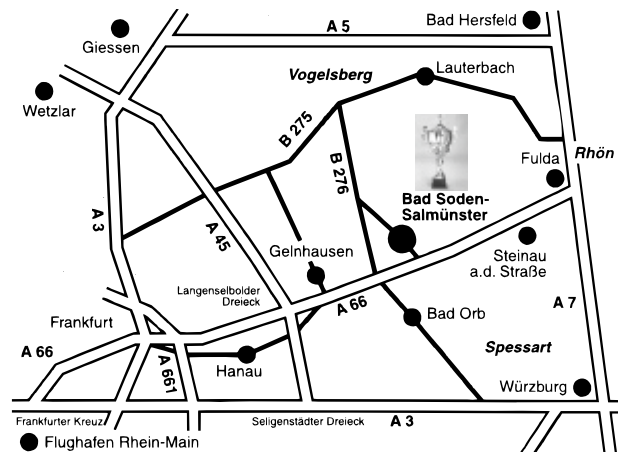 A 5
Bad Hersfeld
Giessen
Vogelsberg
Lauterbach
Wetzlar
B 275
B 276
Rhön
Fulda
Bad Soden-
Salmünster
A 3
A 45
Gelnhausen
Steinau
a.d. Straße
Langenselbolder
Dreieck
A 66
A 7
Frankfurt
Bad Orb
A 66
Spessart
A 661
Hanau
Würzburg
Frankfurter Kreuz
Seligenstädter Dreieck
A 3
Flughafen Rhein-Main